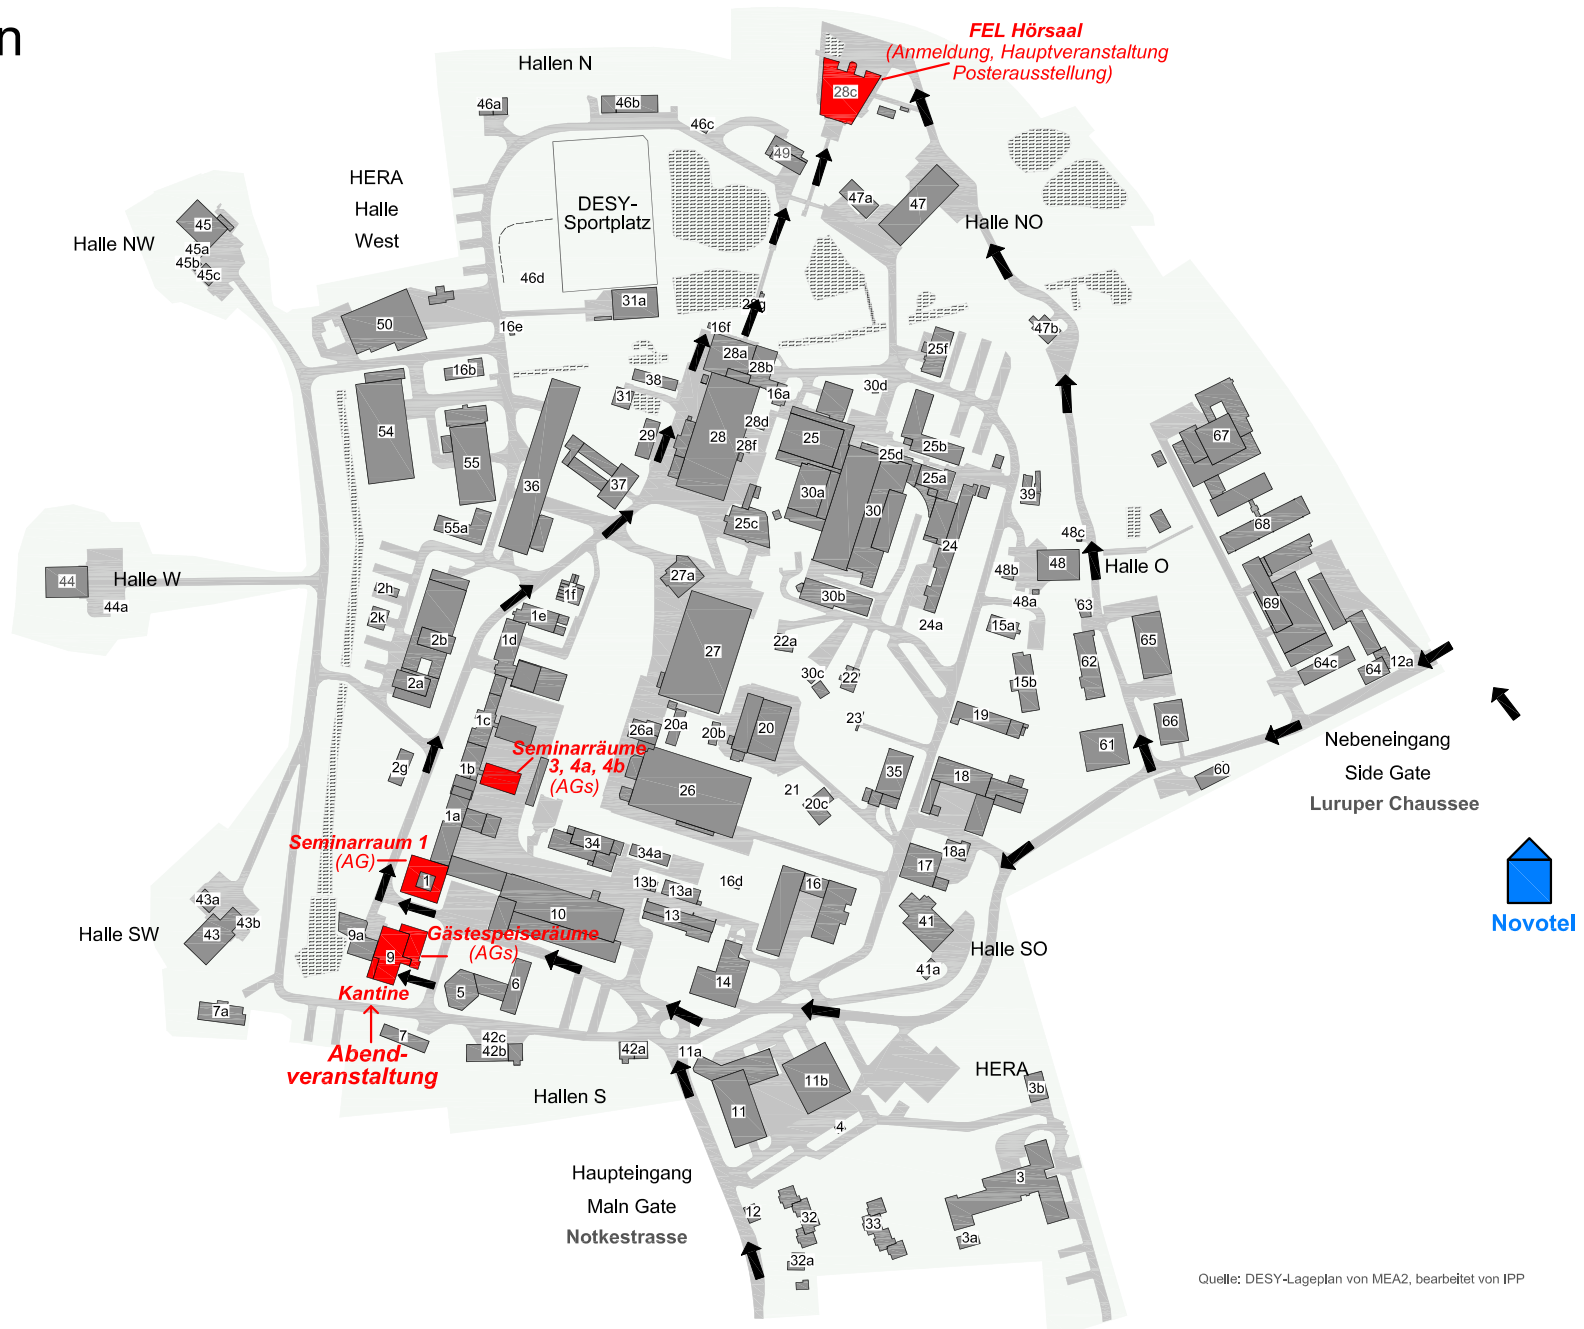 n
FEL Hörsaal
(Anmeldung, Hauptveranstaltung
Posterausstellung)
28c
Hallen N
46a
46b
46c
49
47a
47
HERA
Halle
West
DESY-
Sportplatz
Halle NO
45
45a
45b
45c
Halle NW
46d
31a
28g
50
16e
16f
47b
28a
28b
25f
16b
38
31
16a
30d
28d
54
55
29
28
28f
25
25d
25b
67
36
37
30a
25a
39
55a
25c
30
24
68
48c
44
Halle W
44a
27a
48
48b
Halle O
2h
2k
1f
1e
30b
48a
63
69
2b
1d
24a
15a
65
2a
27
22a
30c
22
62
15b
64c
64
12a
1c
26a
20a
20b
20
23
19
66
61
Nebeneingang
Side Gate
Luruper Chaussee
2g
1b
Seminarräume
3, 4a, 4b
(AGs)
26
21
20c
35
18
60
1a
Seminarraum 1
(AG)
34
34a
17
18a
1
13b
13a
16d
16
Novotel
43a
43b
43
Halle SW
9a
10
13
41
Gästespeiseräume
(AGs)
9
Halle SO
41a
Kantine
5
6
14
7a
7
Abend-
veranstaltung
42c
42b
42a
11a
Hallen S
11
11b
HERA
3b
4
Haupteingang
MaIn Gate
Notkestrasse
12
32
33
3
3a
32a
Quelle: DESY-Lageplan von MEA2, bearbeitet von IPP